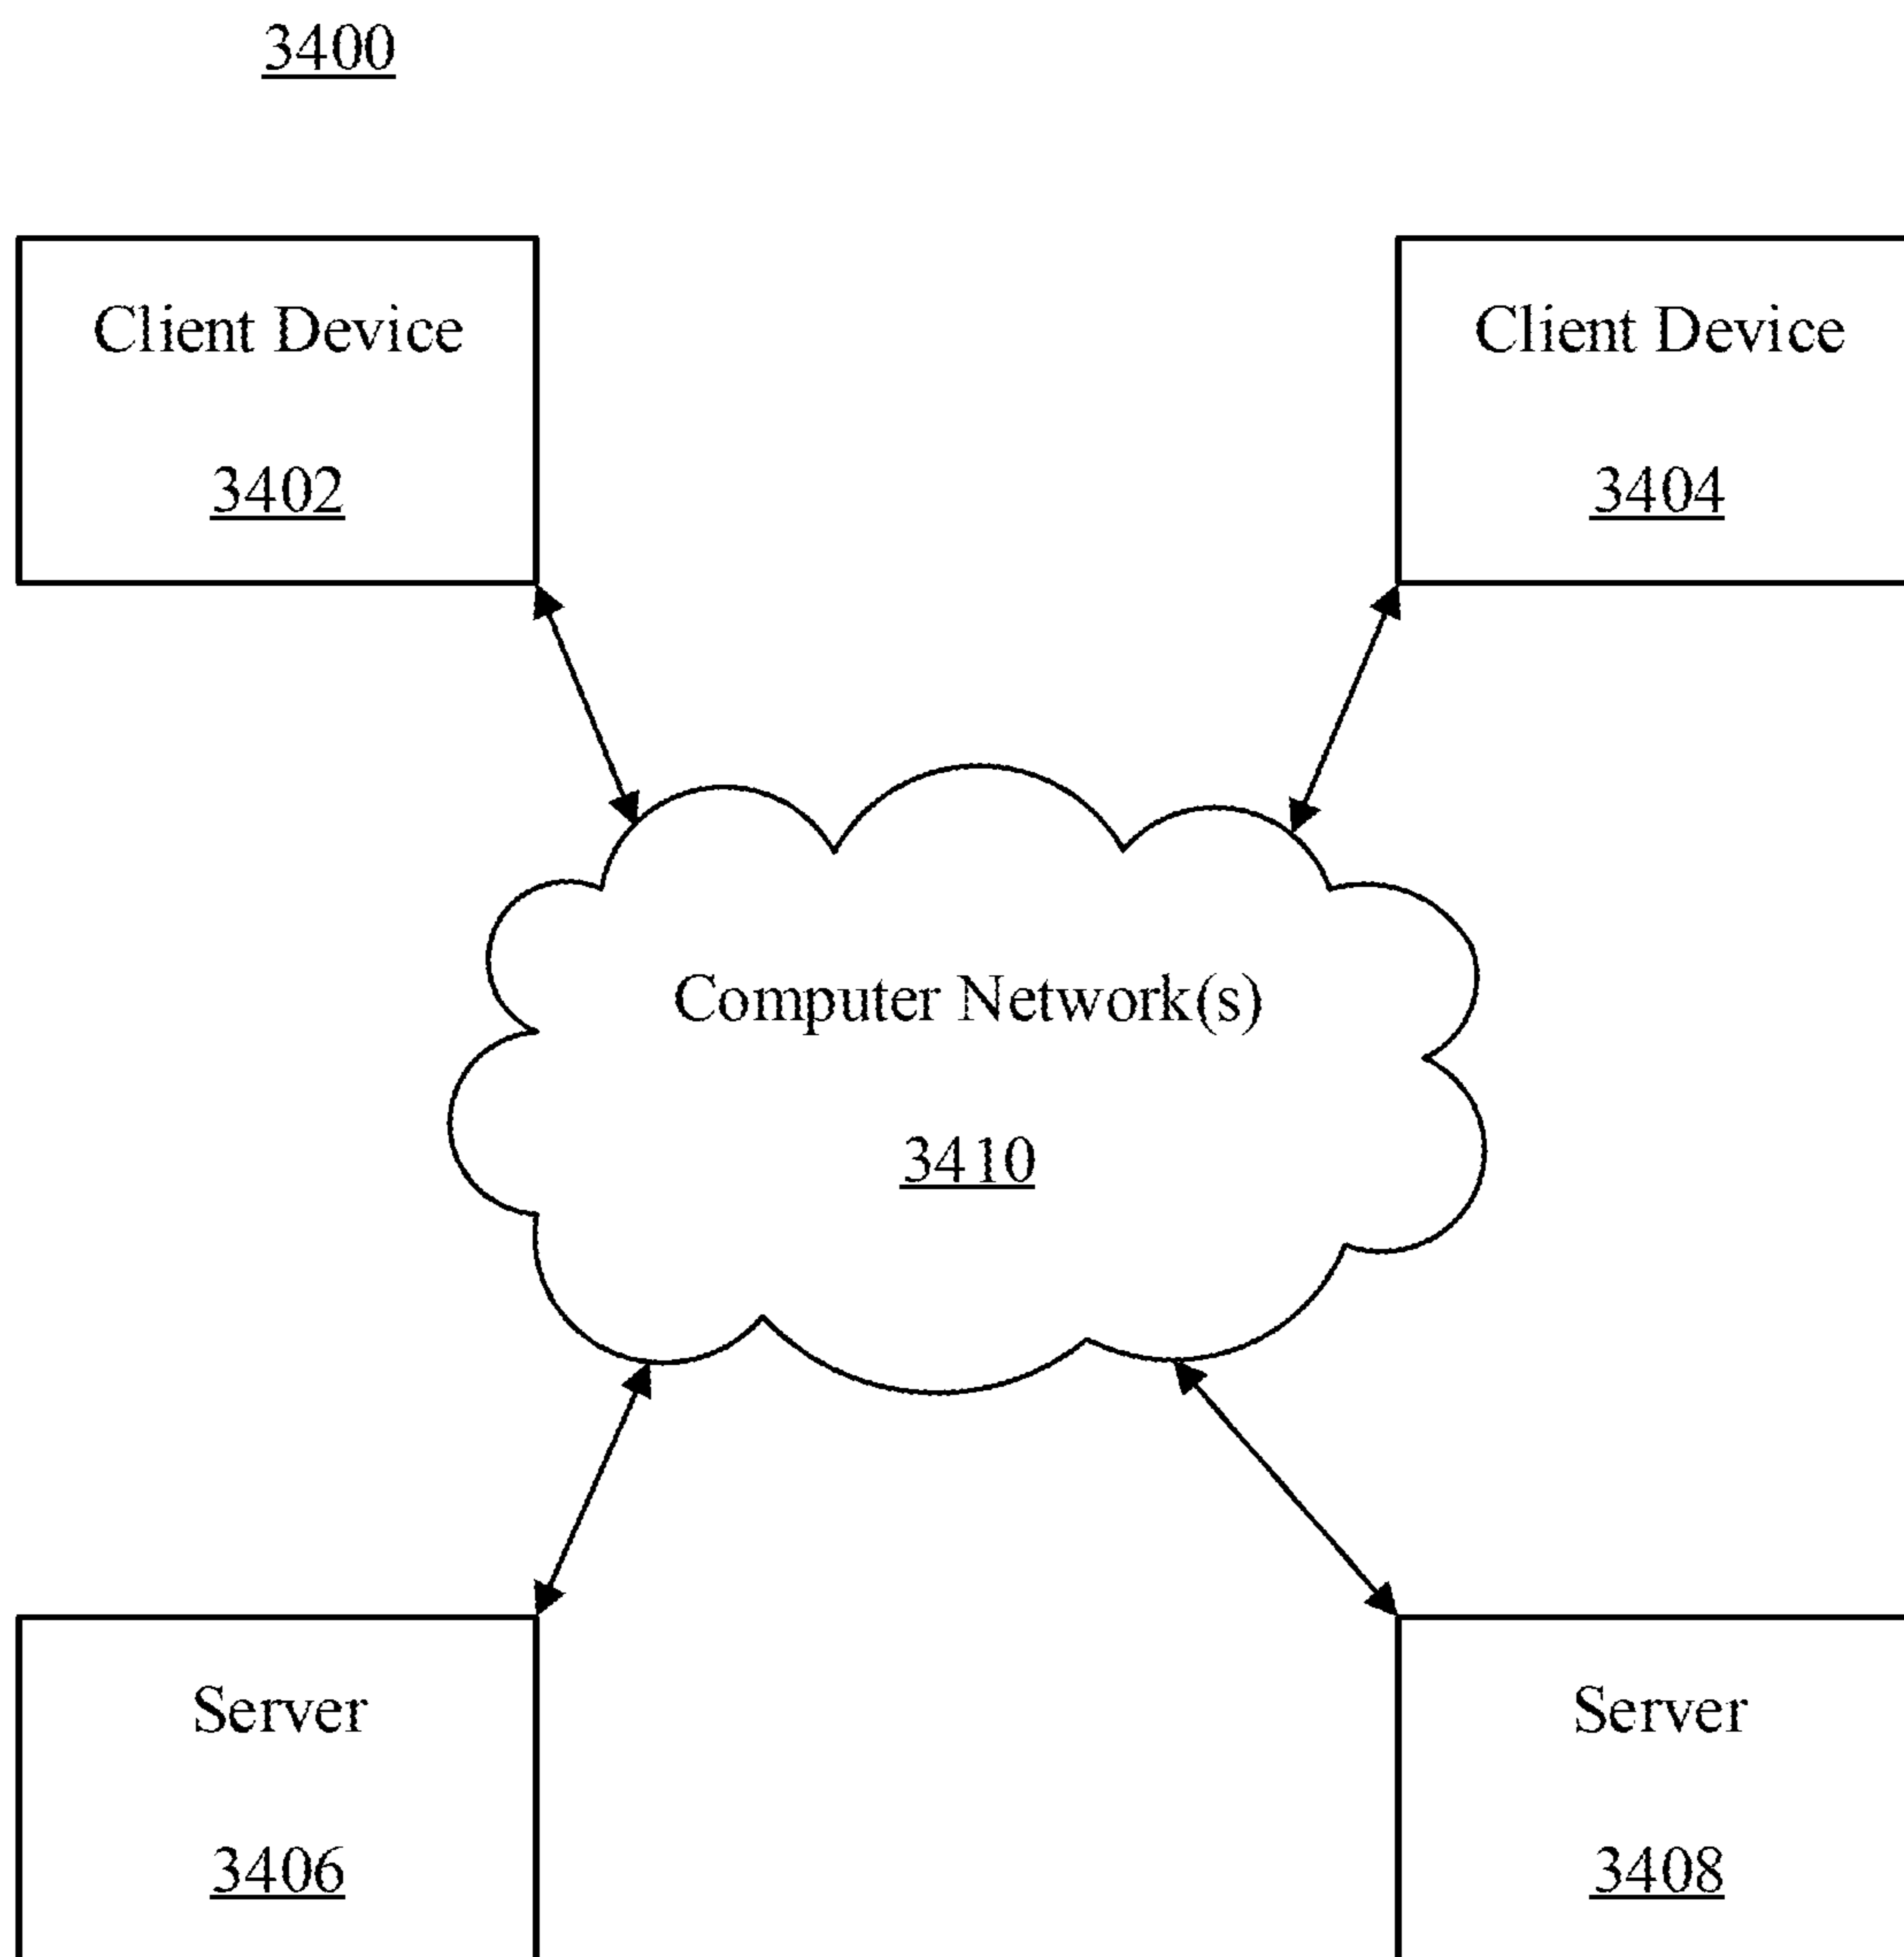 3400
Client Device
3402
Client Device
3404
Computer Network(s)
3410
Server
3406
Server
3408